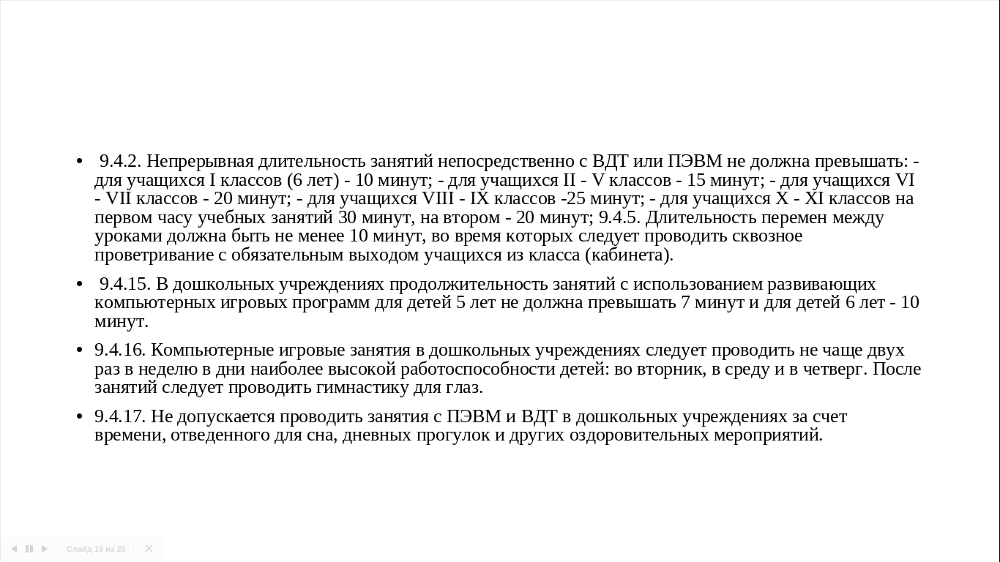 • 9.4.2. Непрерывная длительность занятий непосредственно с ВДТ или ПЭВМ не должна превышать: -
для учащихся I классов (6 лет) - 10 минут; - для учащихся II - V классов - 15 минут; - для учащихся VI
- VII классов - 20 минут; - для учащихся VIII - IX классов -25 минут; - для учащихся X - XI классов на
первом часу учебных занятий 30 минут, на втором - 20 минут; 9.4.5. Длительность перемен между
уроками должна быть не менее 10 минут, во время которых следует проводить сквозное
проветривание с обязательным выходом учащихся из класса (кабинета).
• 9.4.15. В дошкольных учреждениях продолжительность занятий с использованием развивающих
компьютерных игровых программ для детей 5 лет не должна превышать 7 минут и для детей 6 лет - 10
минут.
• 9.4.16. Компьютерные игровые занятия в дошкольных учреждениях следует проводить не чаще двух
раз в неделю в дни наиболее высокой работоспособности детей: во вторник, в среду и в четверг. После
занятий следует проводить гимнастику для глаз.
• 9.4.17. Не допускается проводить занятия с ПЭВМ и ВДТ в дошкольных учреждениях за счет
времени, отведенного для сна, дневных прогулок и других оздоровительных мероприятий.
Слайд 19 из 20